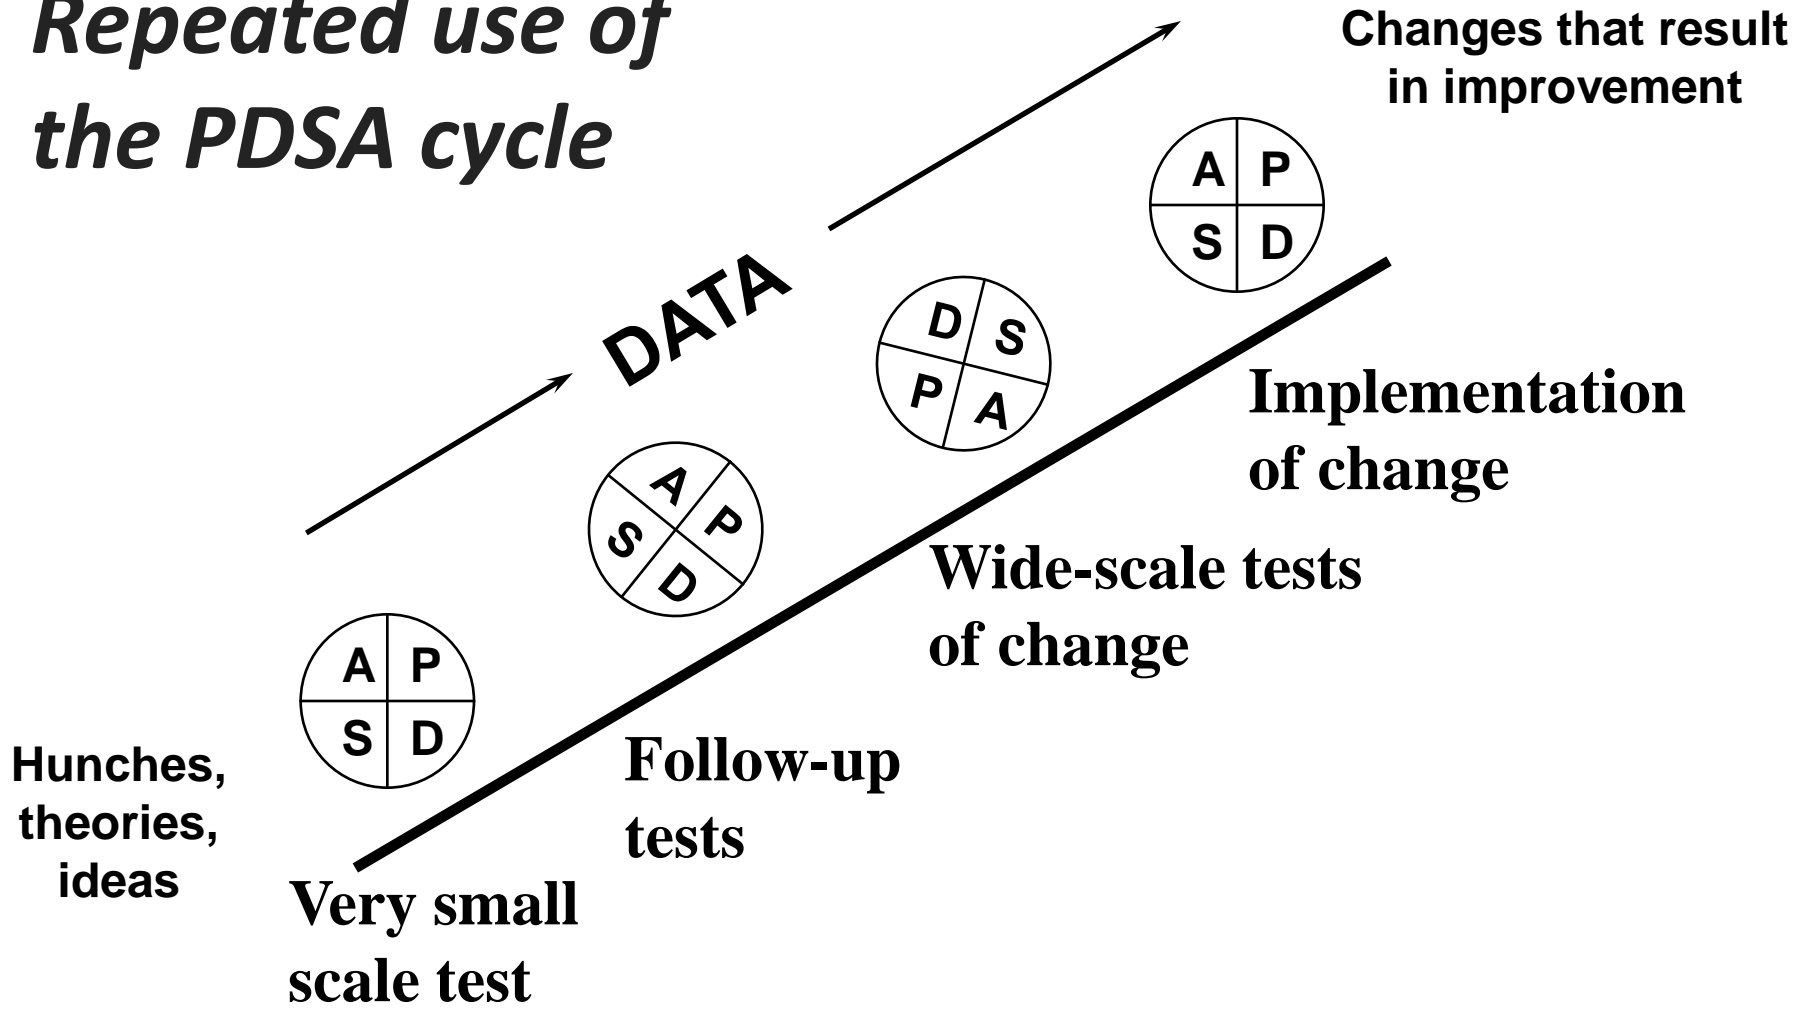 Repeated use of
the PDSA cycle
Changes that result
in improvement
A P
S D
DATA
D S
P A
Implementation
of change
A
S P
D
Wide-scale tests
of change
A P
S D
Follow-up
tests
Hunches,
theories,
ideas
Very small
scale test